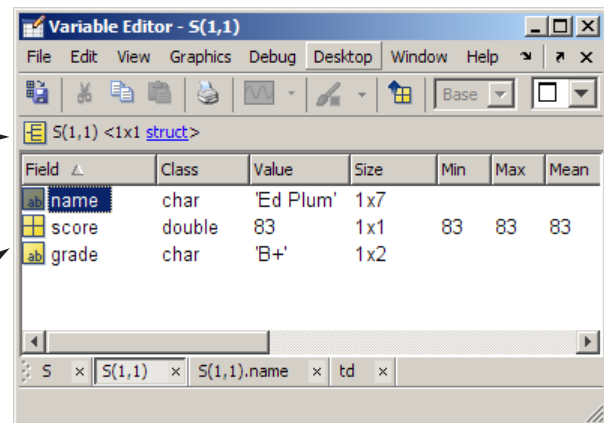 Variable Editor - S(1,1)
File Edit View Graphics Debug Desktop Window Help
Base
S(1,1) <1x1 struct>
Field Class Value Size Min Max Mean
ab name char 'Ed Plum' 1x7
score double 83 1x1 83 83 83
ab grade char 'B+' 1x2
S S(1,1) S(1,1).name td